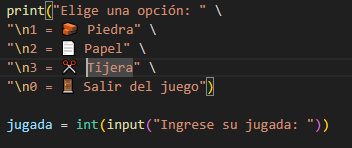 print("Elige una opción: " \
"\n1 = 🧱 Piedra" \
"\n2 = 📄 Papel" \
"\n3 = ✂️ Tijera" \
"\n0 = 🚪 Salir del juego")
jugada = int(input("Ingrese su jugada: "))